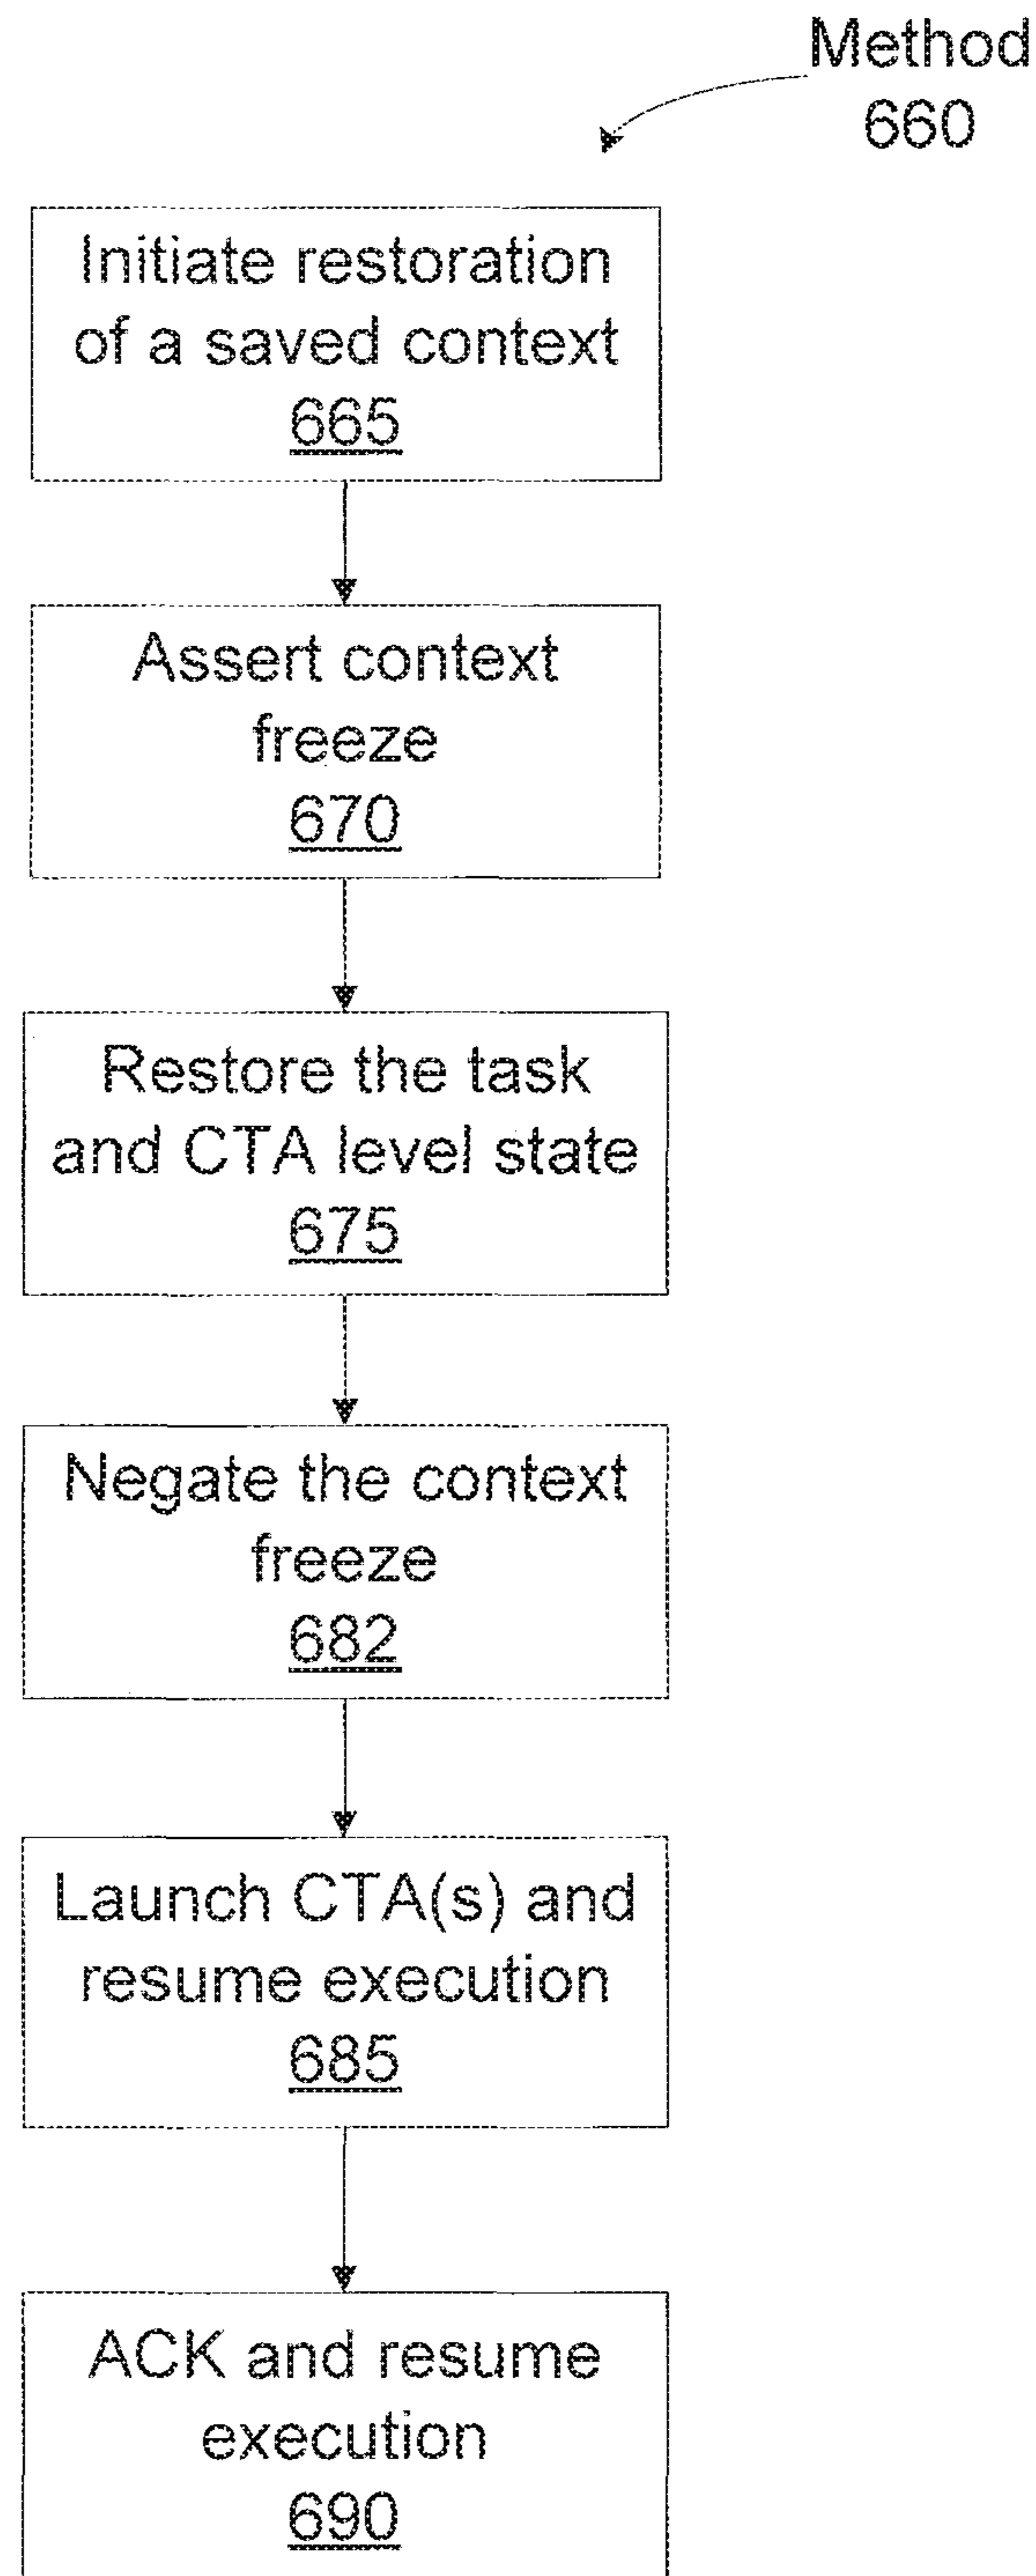 Method
660
Initiate restoration
of a saved context
665
Assert context
freeze
670
Restore the task
and CTA level state
675
Negate the context
freeze
682
Launch CTA(s) and
resume execution
685
ACK and resume
execution
690